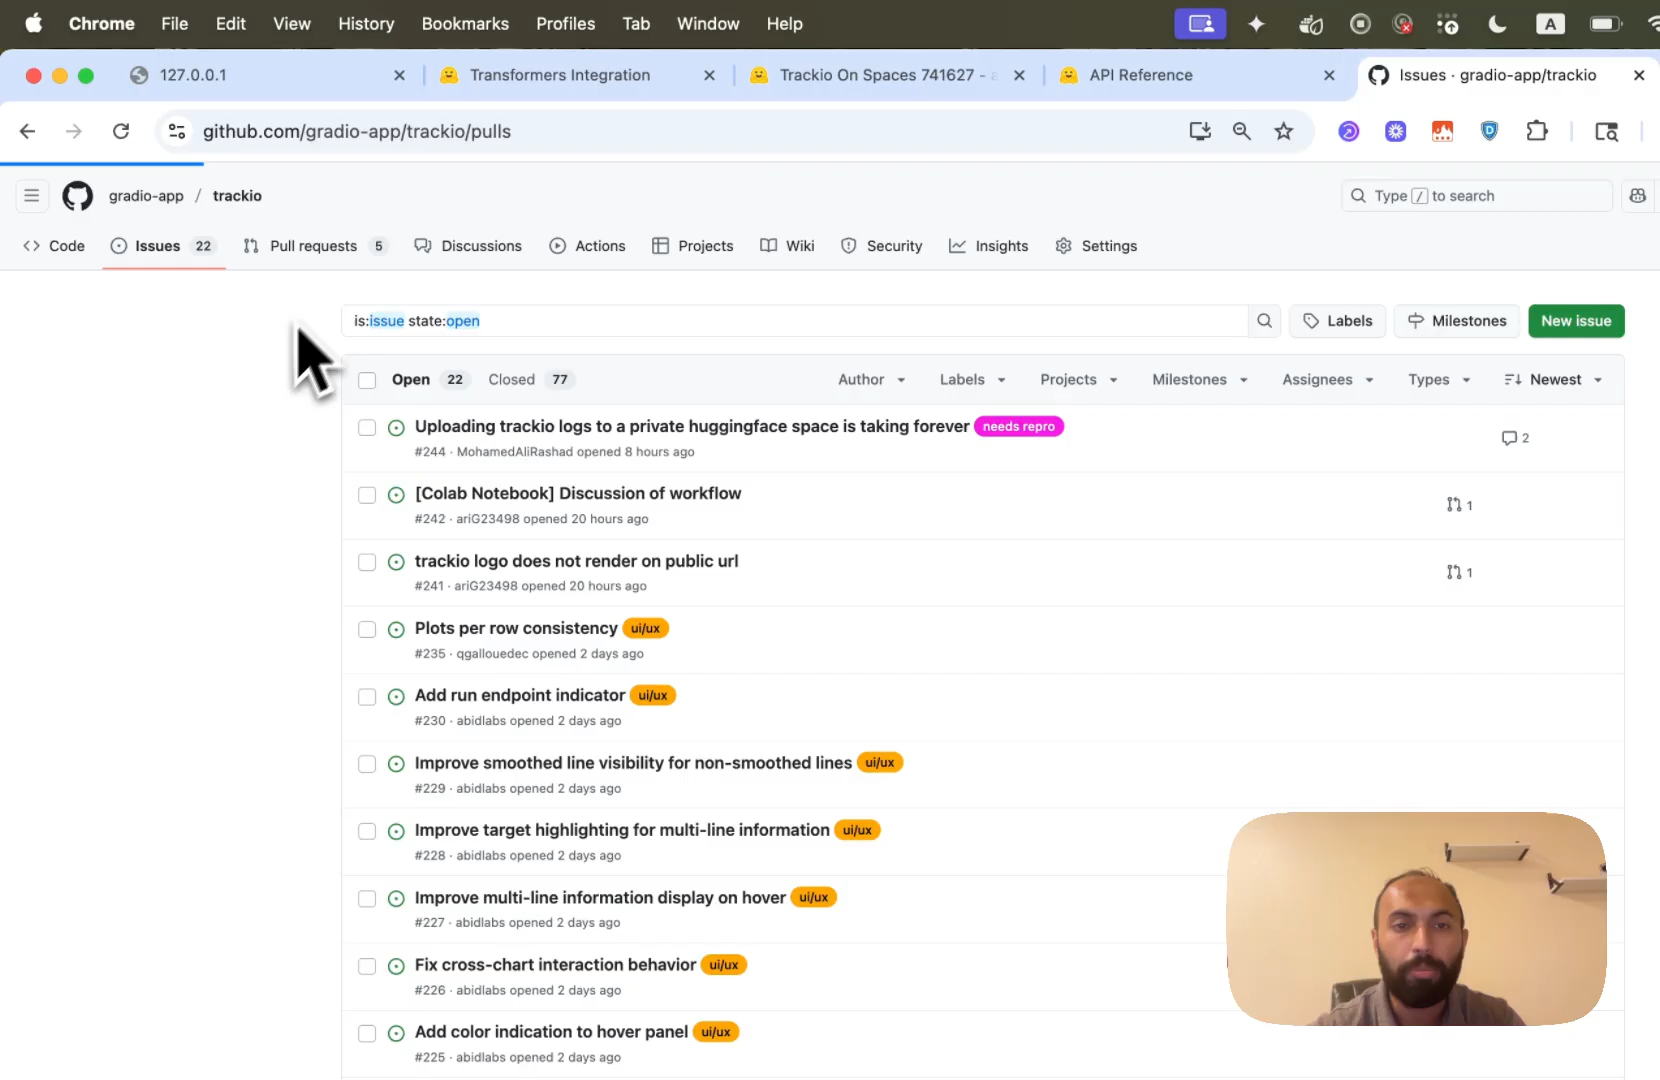 Chrome File Edit View History Bookmarks Profiles Tab Window Help A
127.0.0.1 Transformers Integration Trackio On Spaces 741627 - a API Reference Issues · gradio-app/trackio
github.com/gradio-app/trackio/pulls
gradio-app / trackio Type / to search
Code Issues 22 Pull requests 5 Discussions Actions Projects Wiki Security Insights Settings
is:issue state:open Labels Milestones New issue
Open 22 Closed 77 Author Labels Projects Milestones Assignees Types Newest
Uploading trackio logs to a private huggingface space is taking forever needs repro 2
#244 · MohamedAliRashad opened 8 hours ago
[Colab Notebook] Discussion of workflow 1
#242 · ariG23498 opened 20 hours ago
trackio logo does not render on public url 1
#241 · ariG23498 opened 20 hours ago
Plots per row consistency ui/ux
#235 · qgallouedec opened 2 days ago
Add run endpoint indicator ui/ux
#230 · abidlabs opened 2 days ago
Improve smoothed line visibility for non-smoothed lines ui/ux
#229 · abidlabs opened 2 days ago
Improve target highlighting for multi-line information ui/ux
#228 · abidlabs opened 2 days ago
Improve multi-line information display on hover ui/ux
#227 · abidlabs opened 2 days ago
Fix cross-chart interaction behavior ui/ux
#226 · abidlabs opened 2 days ago
Add color indication to hover panel ui/ux
#225 · abidlabs opened 2 days ago